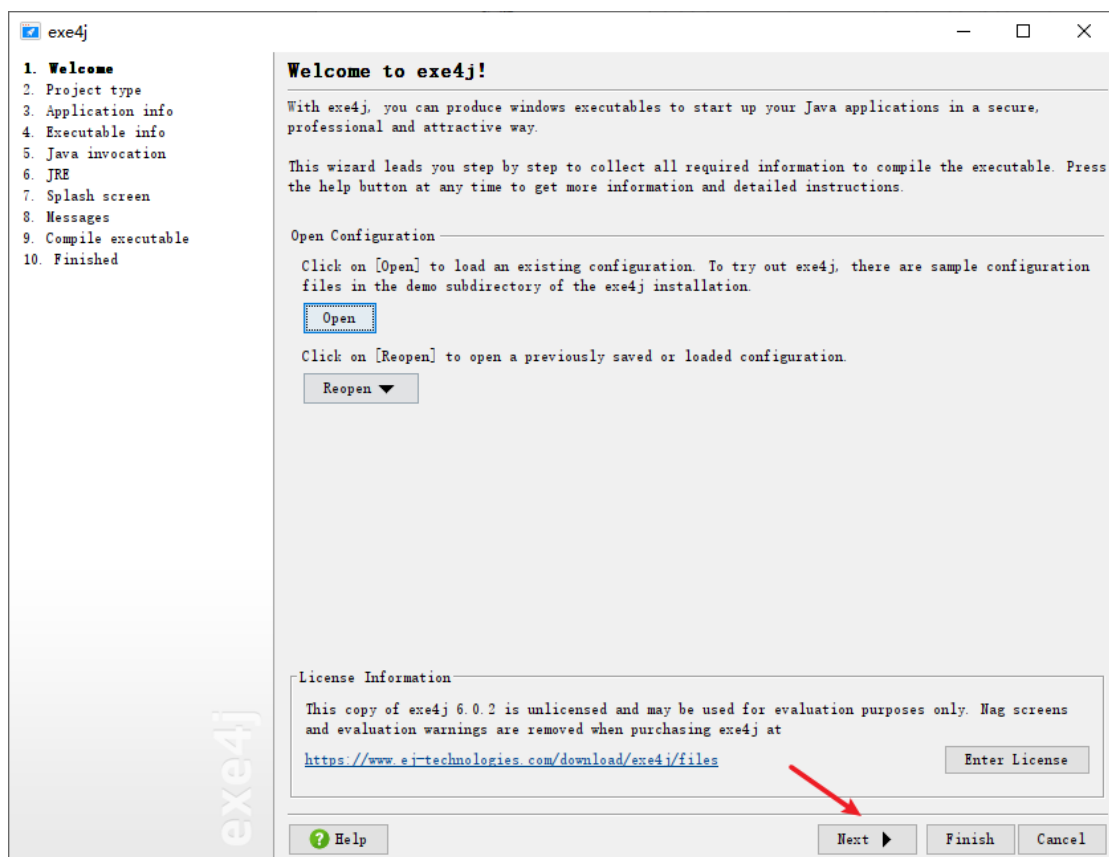 exe4j
1. Welcome
2. Project type
3. Application info
4. Executable info
5. Java invocation
6. JRE
7. Splash screen
8. Messages
9. Compile executable
10. Finished
exe4j
Welcome to exe4j!
With exe4j, you can produce windows executables to start up your Java applications in a secure,
professional and attractive way.
This wizard leads you step by step to collect all required information to compile the executable. Press
the help button at any time to get more information and detailed instructions.
Open Configuration
Click on [Open] to load an existing configuration. To try out exe4j, there are sample configuration
files in the demo subdirectory of the exe4j installation.
Open
Click on [Reopen] to open a previously saved or loaded configuration.
Reopen
License Information
This copy of exe4j 6.0.2 is unlicensed and may be used for evaluation purposes only. Nag screens
and evaluation warnings are removed when purchasing exe4j at
https://www.ej-technologies.com/download/exe4j/files
Enter License
Help
Next
Finish
Cancel